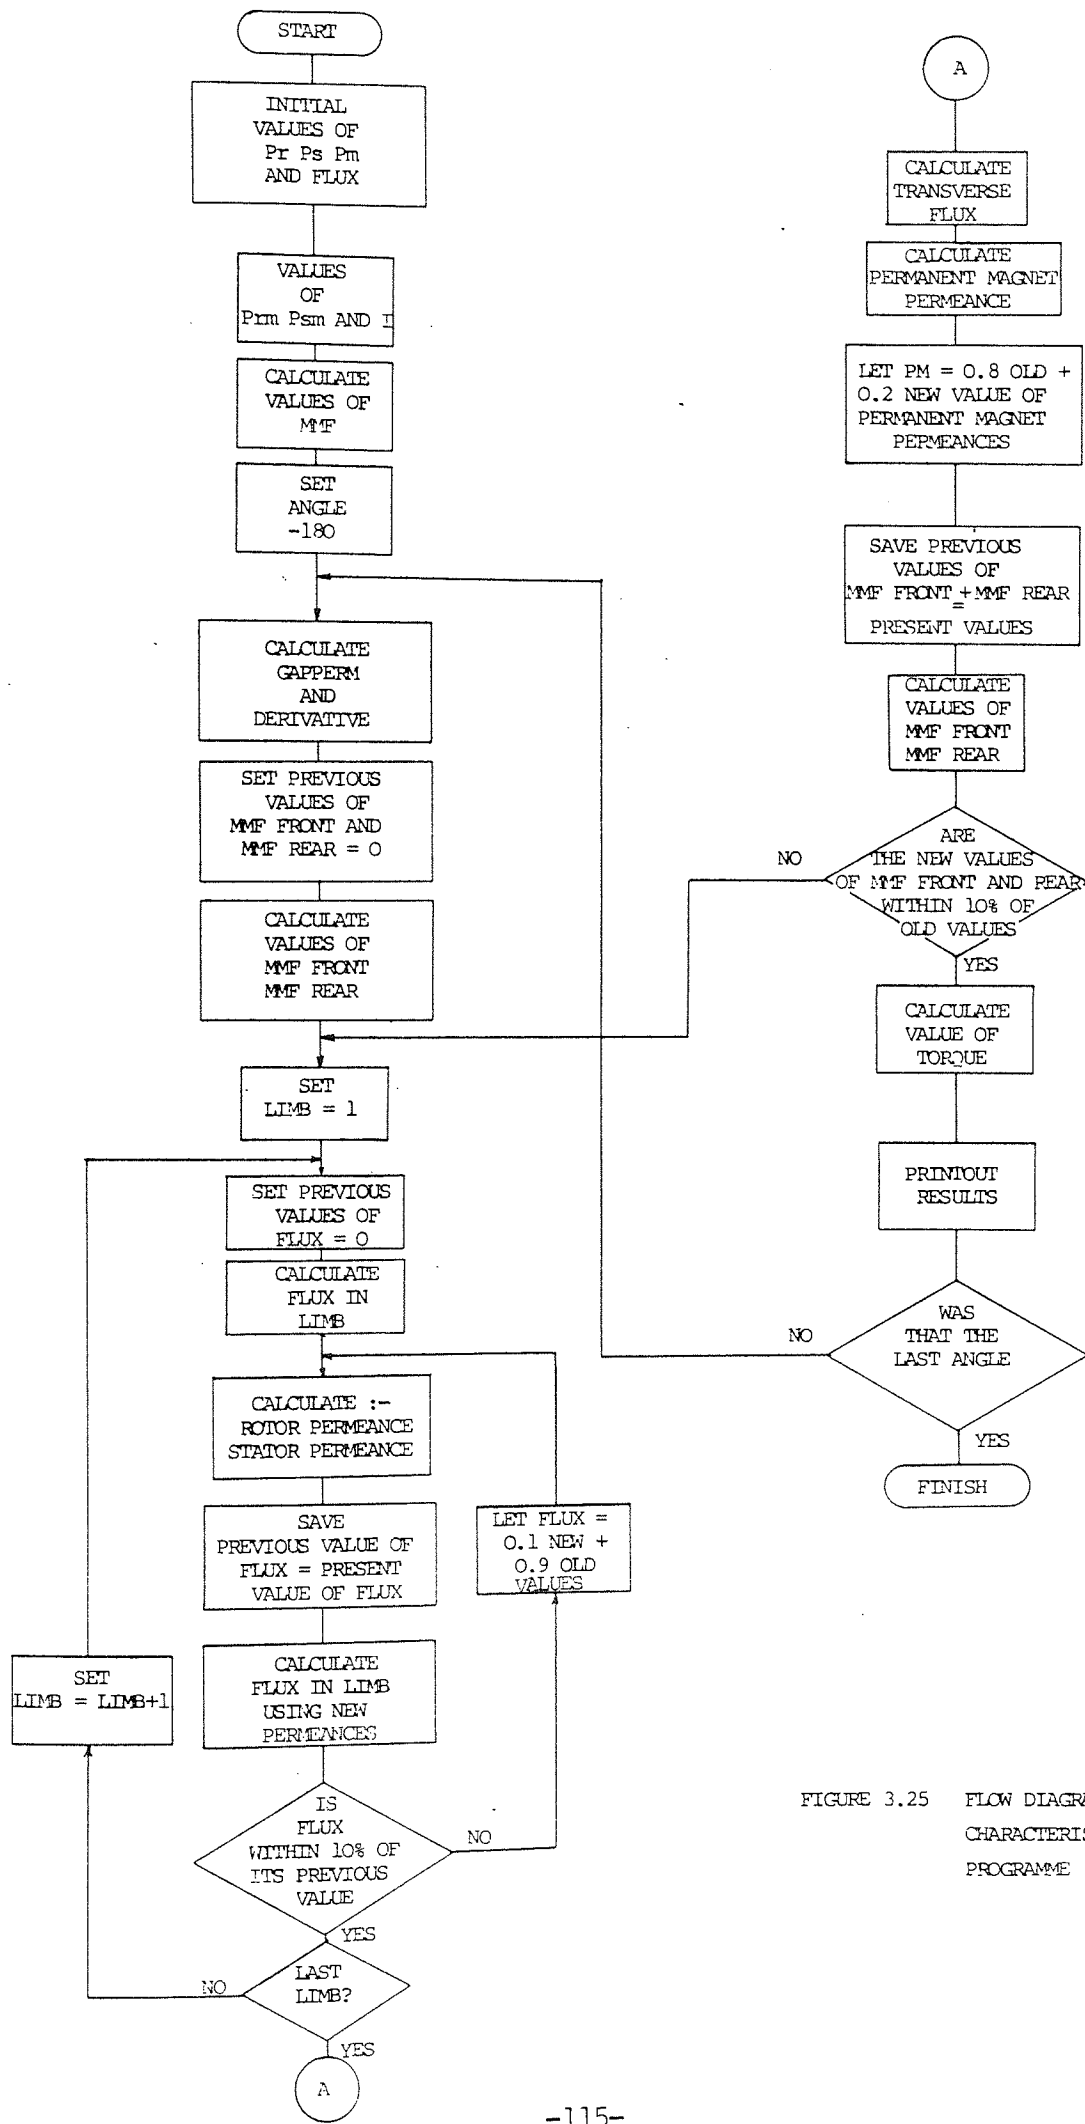 START
INITIAL
VALUES OF
Pr Ps Pm
AND FLUX
VALUES
OF
Prm Psm AND I
CALCULATE
VALUES OF
MMF
SET
ANGLE
-180
CALCULATE
GAPPERM
AND
DERIVATIVE
SET PREVIOUS
VALUES OF
MMF FRONT AND
MMF REAR = O
CALCULATE
VALUES OF
MMF FRONT
MMF REAR
SET
LIMB = 1
SET PREVIOUS
VALUES OF
FLUX = O
CALCULATE
FLUX IN
LIMB
CALCULATE :-
ROTOR PERMEANCE
STATOR PERMEANCE
SAVE
PREVIOUS VALUE OF
FLUX = PRESENT
VALUE OF FLUX
LET FLUX =
O.1 NEW +
O.9 OLD
VALUES
CALCULATE
FLUX IN LIMB
USING NEW
PERMEANCES
SET
LIMB = LIMB+1
IS
FLUX
WITHIN 10% OF
ITS PREVIOUS
VALUE
NO
YES
LAST
LIMB?
NO
YES
A
A
CALCULATE
TRANSVERSE
FLUX
CALCULATE
PERMANENT MAGNET
PERMEANCE
LET PM = O.8 OLD +
O.2 NEW VALUE OF
PERMANENT MAGNET
PEPMEANCES
SAVE PREVIOUS
VALUES OF
MMF FRONT + MMF REAR
=
PRESENT VALUES
CALCULATE
VALUES OF
MMF FRONT
MMF REAR
ARE
THE NEW VALUES
OF MMF FRONT AND REAR
WITHIN 10% OF
OLD VALUES
NO
YES
CALCULATE
VALUE OF
TORQUE
PRINTOUT
RESULTS
WAS
THAT THE
LAST ANGLE
NO
YES
FINISH
FIGURE 3.25 FLOW DIAGRA
CHARACTERIS
PROGRAMME
-115-